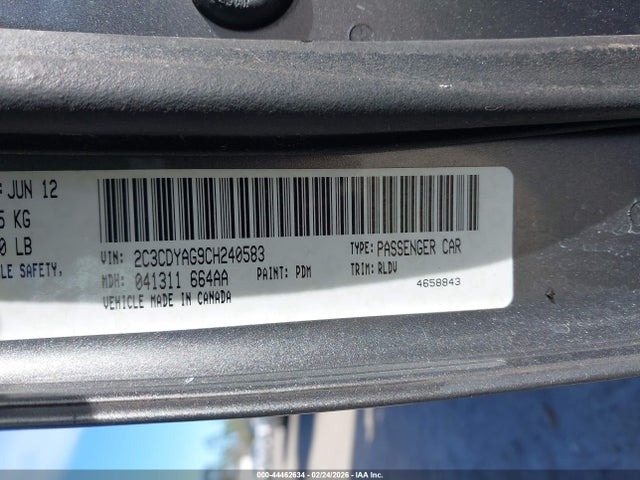 : JUN 12
5 KG
0 LB
LE SAFETY,
VIN: 2C3CDYAG9CH240583
TYPE: PASSENGER CAR
MDH: 041311 664AA
PAINT: PDM
TRIM: RLDV
VEHICLE MADE IN CANADA
4658843
000-44462634 - 02/24/2026 - IAA Inc.